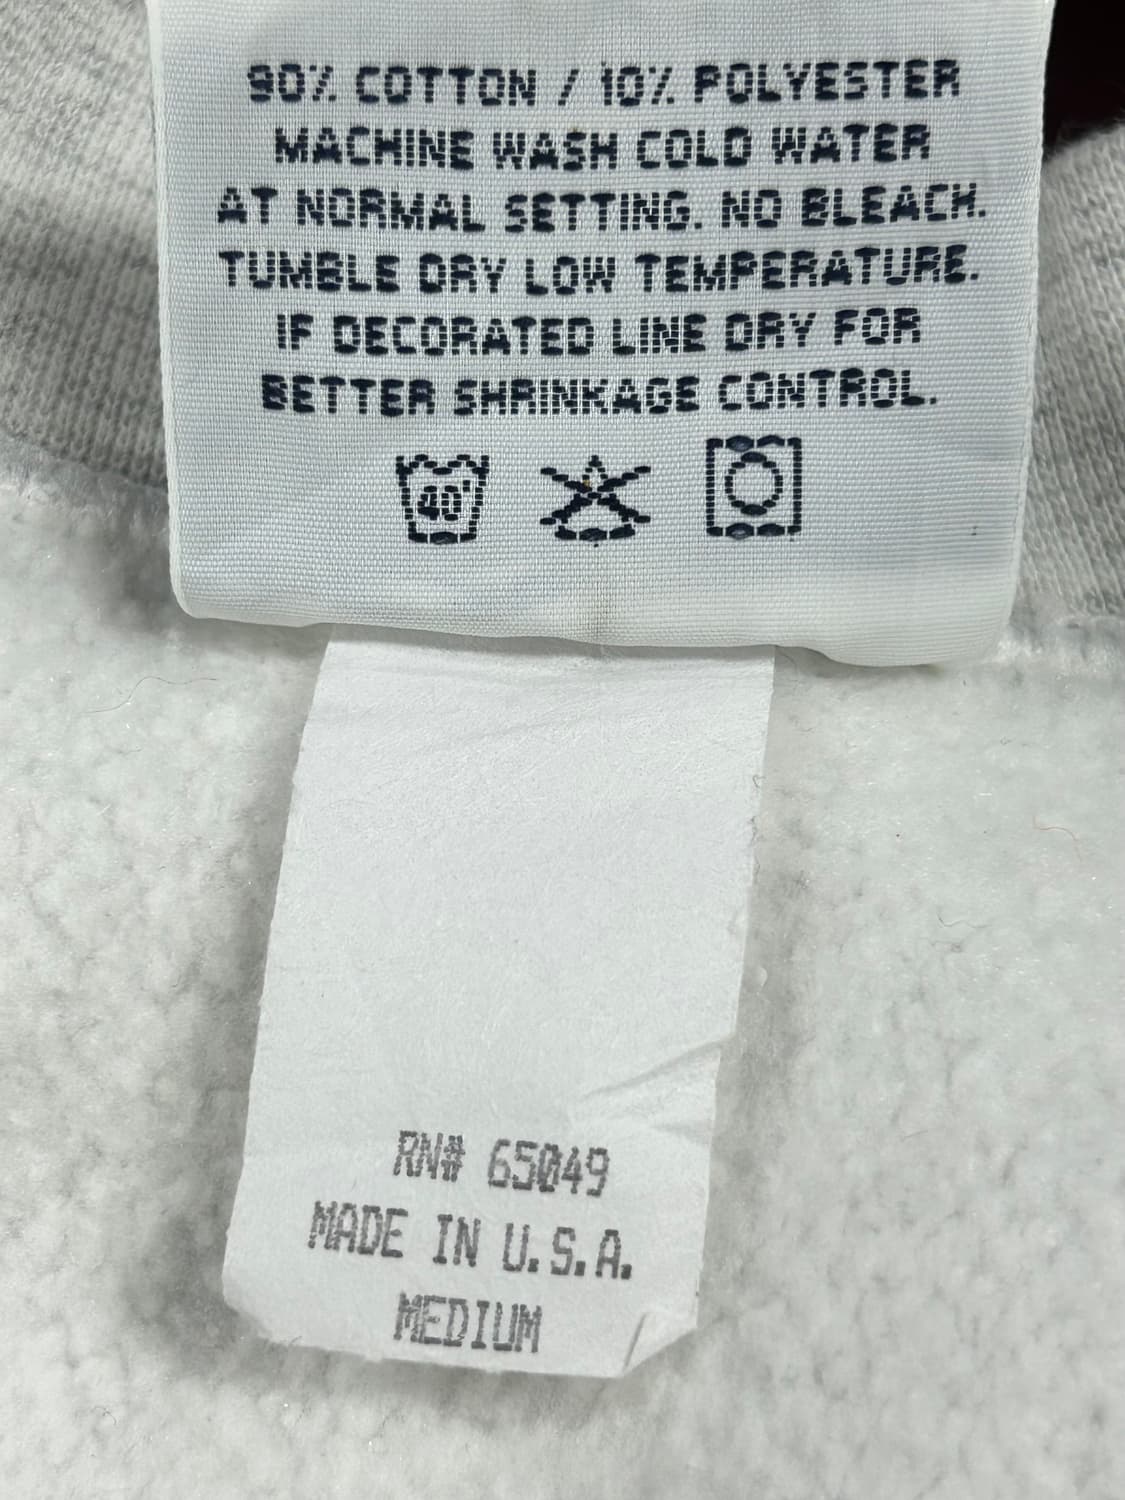 90% COTTON / 10% POLYESTER
MACHINE WASH COLD WATER
AT NORMAL SETTING. NO BLEACH.
TUMBLE DRY LOW TEMPERATURE.
IF DECORATED LINE DRY FOR
BETTER SHRINKAGE CONTROL.
40°
RN# 65049
MADE IN U.S.A.
MEDIUM